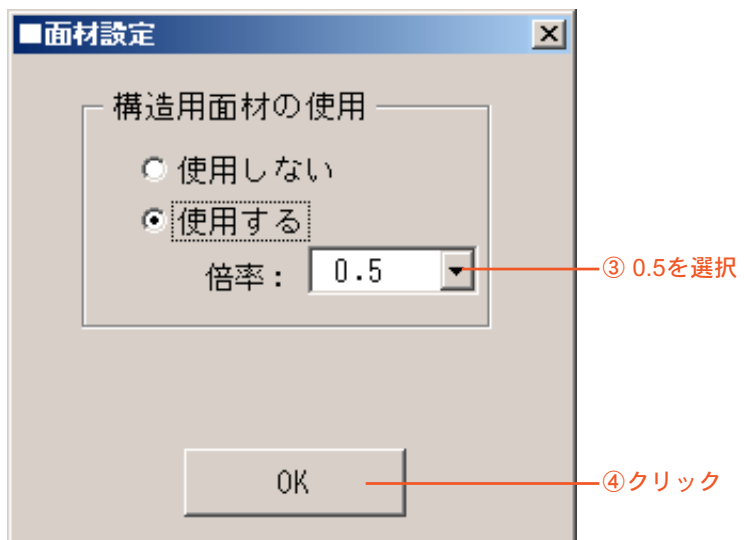 ■面材設定
構造用面材の使用
使用しない
使用する
倍率： 0.5
③ 0.5を選択
OK
④クリック